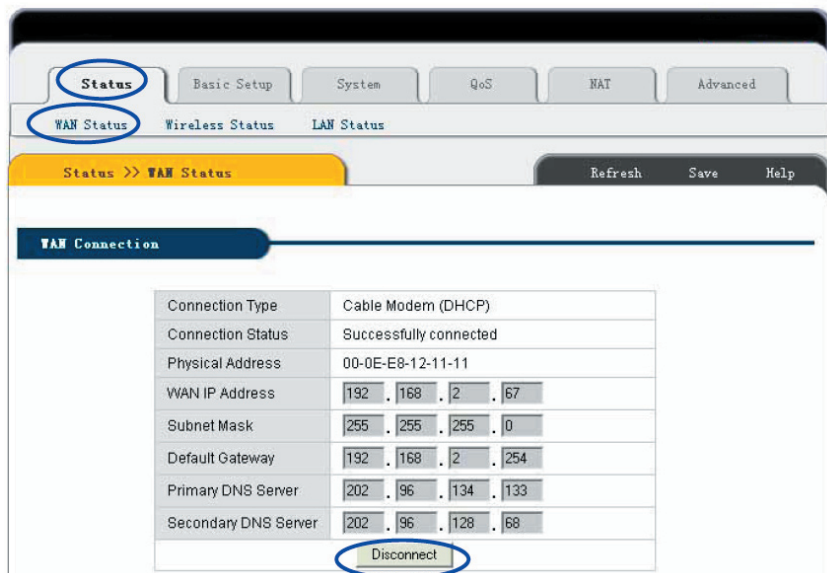 Status Basic Setup System QoS NAT Advanced
WAN Status Wireless Status LAN Status
Status >> WAN Status Refresh Save Help
WAN Connection
Connection Type Cable Modem (DHCP)
Connection Status Successfully connected
Physical Address 00-0E-E8-12-11-11
WAN IP Address 192 . 168 . 2 . 67
Subnet Mask 255 . 255 . 255 . 0
Default Gateway 192 . 168 . 2 . 254
Primary DNS Server 202 . 96 . 134 . 133
Secondary DNS Server 202 . 96 . 128 . 68
Disconnect